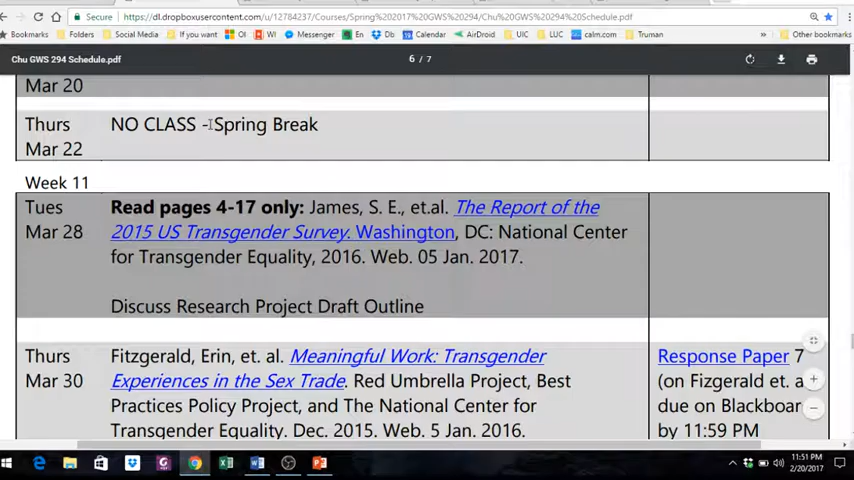 Secure
https://dl.dropboxusercontent.com/u/12784237/Courses/Spring%202017%20GWS%20294/Chu%20GWS%20294%20Schedule.pdf
Bookmarks Folders Social Media If you want WI Messenger Eng Db Calendar AirDroid UIC LUC calm.com Truman » Other bookmarks
Chu GWS 294 Schedule.pdf 6 / 7
Mar 20
Thurs NO CLASS - Spring Break
Mar 22
Week 11
Tues Read pages 4-17 only: James, S. E., et.al. The Report of the
Mar 28 2015 US Transgender Survey. Washington, DC: National Center
for Transgender Equality, 2016. Web. 05 Jan. 2017.
Discuss Research Project Draft Outline
Thurs Fitzgerald, Erin, et. al. Meaningful Work: Transgender Response Paper 7
Mar 30 Experiences in the Sex Trade. Red Umbrella Project, Best (on Fizgerald et. a
Practices Policy Project, and The National Center for due on Blackboar
Transgender Equality. Dec. 2015. Web. 5 Jan. 2016. by 11:59 PM
11:51 PM
2/20/2017